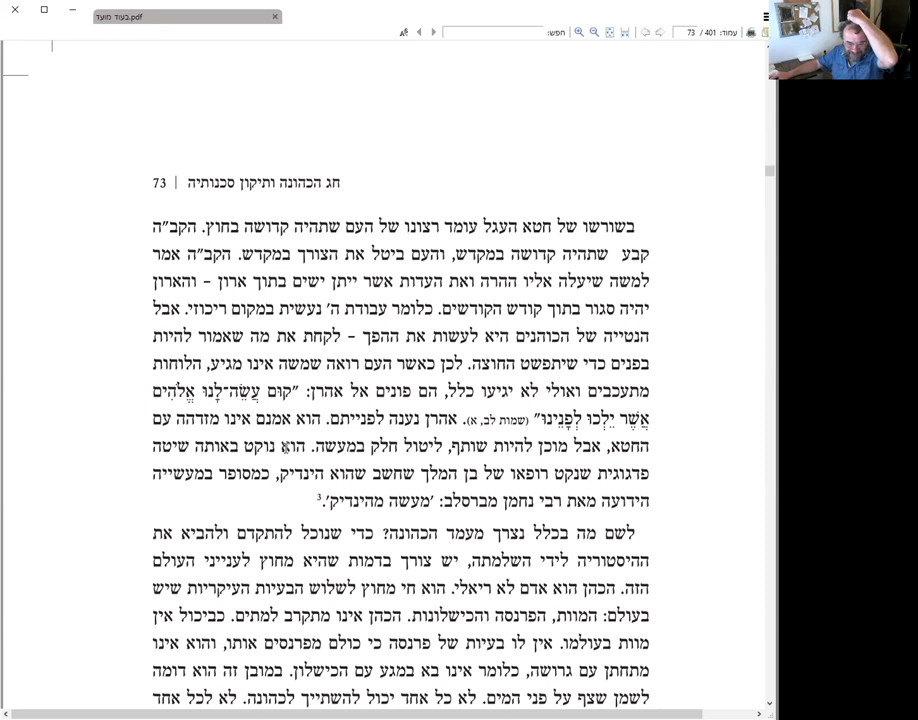 בעוד מועד.pdf
חפש:
עמוד: 401 / 73
חג הכהונה ותיקון סכנותיה | 73
בשורשו של חטא העגל עומד רצונו של העם שתהיה קדושה בחוץ. הקב"ה
קבע שתהיה קדושה במקדש, והעם ביטל את הצורך במקדש. הקב"ה אמר
למשה שיעלה אליו ההרה ואת העדות אשר ייתן ישים בתוך ארון – והארון
יהיה סגור בתוך קודש הקודשים. כלומר עבודת ה' נעשית במקום ריכוזי. אבל
הנטייה של הכוהנים היא לעשות את ההפך – לקחת את מה שאמור להיות
בפנים כדי שיתפשט החוצה. לכן כאשר העם רואה שמשה אינו מגיע, הלוחות
מתעכבים ואולי לא יגיעו כלל, הם פונים אל אהרן: "קוּם עֲשֵׂה־לָנוּ אֱלֹהִים
אֲשֶׁר יֵלְכוּ לְפָנֵינוּ" (שמות לב, א). אהרן נענה לפנייתם. הוא אמנם אינו מזדהה עם
החטא, אבל מוכן להיות שותף, ליטול חלק במעשה. הוא נוקט באותה שיטה
פדגוגית שנקט רופאו של בן המלך שחשב שהוא הינדיק, כמסופר במעשייה
הידועה מאת רבי נחמן מברסלב: 'מעשה מהינדיק'.3
לשם מה בכלל נצרך מעמד הכהונה? כדי שנוכל להתקדם ולהביא את
ההיסטוריה לידי השלמתה, יש צורך בדמות שהיא מחוץ לענייני העולם
הזה. הכהן הוא אדם לא ריאלי. הוא חי מחוץ לשלוש הבעיות העיקריות שיש
בעולם: המוות, הפרנסה והכישלונות. הכהן אינו מתקרב למתים. כביכול אין
מוות בעולמו. אין לו בעיות של פרנסה כי כולם מפרנסים אותו, והוא אינו
מתחתן עם גרושה, כלומר אינו בא במגע עם הכישלון. במובן זה הוא דומה
לשמן שצף על פני המים. לא כל אחד יכול להשתייך לכהונה. לא לכל אחד